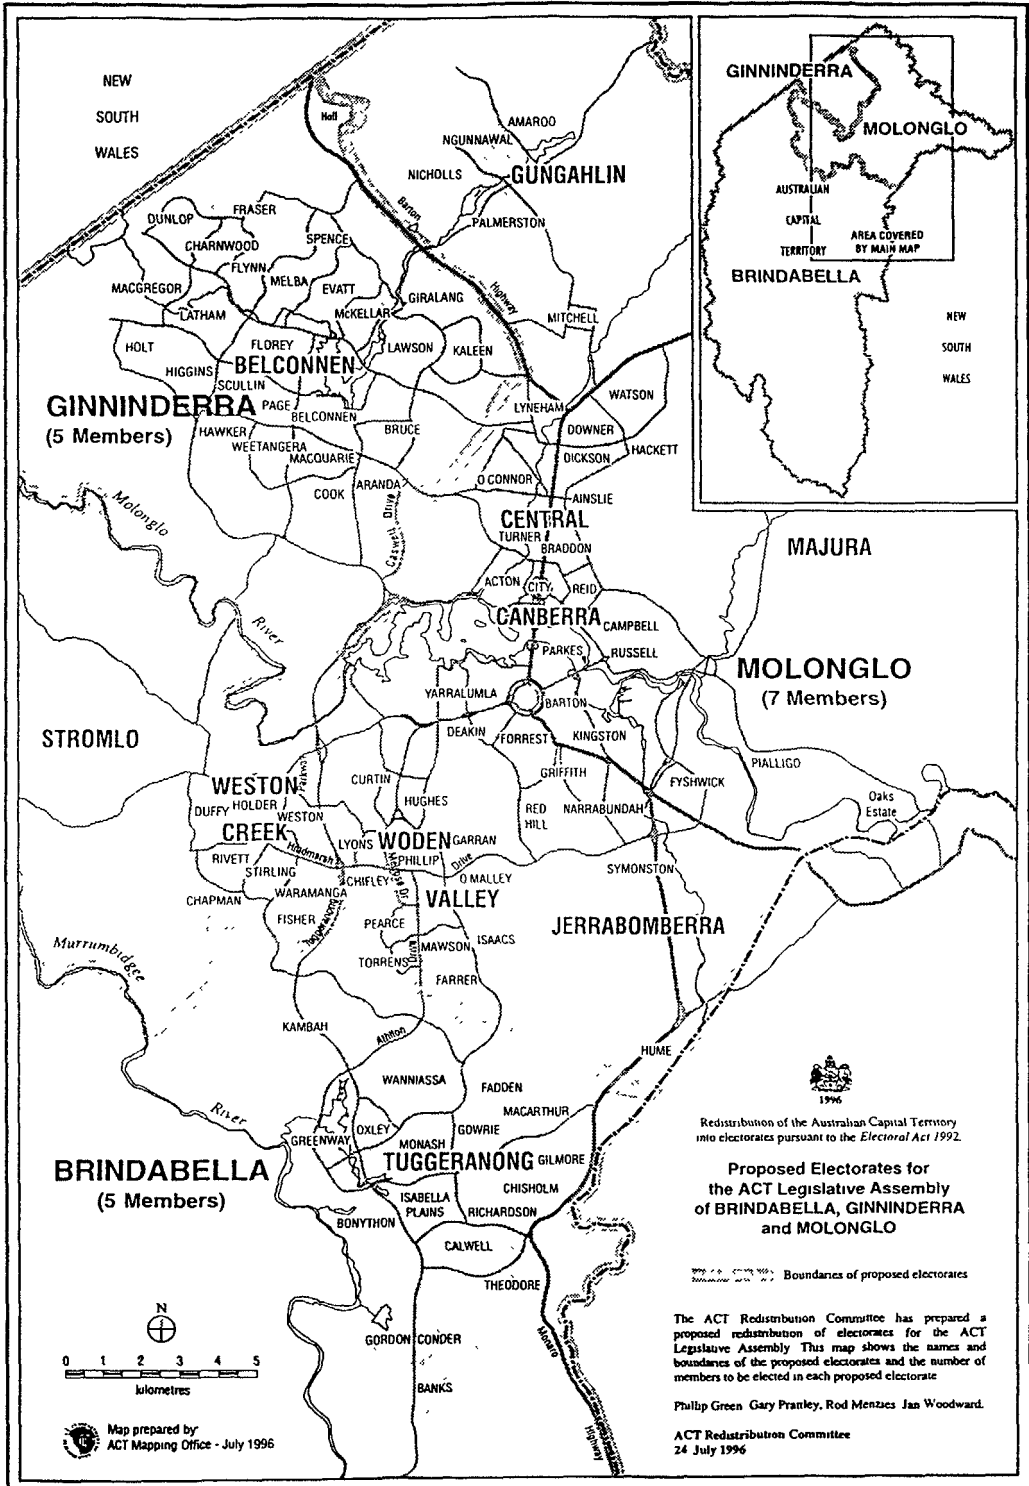 NEW
SOUTH
WALES
Hall
AMAROO
NGUNNAWAL
NICHOLLS
GUNGAHLIN
Barton
PALMERSTON
DUNLOP
FRASER
CHARNWOOD
SPENCE
FLYNN
MELBA
EVATT
MACGREGOR
LATHAM
McKELLAR
GIRALANG
Highway
MITCHELL
HOLT
FLOREY
LAWSON
KALEEN
HIGGINS
BELCONNEN
SCULLIN
GINNINDERRA
(5 Members)
PAGE
BELCONNEN
LYNEHAM
WATSON
HAWKER
WEETANGERA
MACQUARIE
BRUCE
DOWNER
DICKSON
HACKETT
COOK
ARANDA
O'CONNOR
AINSLIE
Molonglo
River
Caswell Drive
CENTRAL
TURNER
BRADDON
ACTON
CITY
REID
CANBERRA
CAMPBELL
PARKES
RUSSELL
MAJURA
MOLONGLO
(7 Members)
YARRALUMLA
BARTON
DEAKIN
FORREST
KINGSTON
STROMLO
PIALLIGO
GRIFFITH
FYSHWICK
Oaks
Estate
WESTON
CREEK
Parkway
CURTIN
HUGHES
DUFFY
HOLDER
WESTON
RED
HILL
NARRABUNDAH
LYONS
WODEN
VALLEY
GARRAN
RIVETT
Hindmarsh
PHILLIP
Drive
STIRLING
CHIFLEY
Melrose Dr
O'MALLEY
SYMONSTON
CHAPMAN
WARAMANGA
FISHER
Tuggeranong
PEARCE
MAWSON
ISAACS
JERRABOMBERRA
TORRENS
FARRER
Murrumbidgee
River
KAMBAH
Athllon
HUME
WANNIASSA
FADDEN
MACARTHUR
GREENWAY
OXLEY
GOWRIE
MONASH
BRINDABELLA
(5 Members)
TUGGERANONG
GILMORE
ISABELLA
PLAINS
CHISHOLM
BONYTHON
RICHARDSON
CALWELL
THEODORE
GORDON
CONDER
Monaro
Highway
BANKS
GINNINDERRA
MOLONGLO
AUSTRALIAN
CAPITAL
TERRITORY
AREA COVERED
BY MAIN MAP
BRINDABELLA
NEW
SOUTH
WALES
1996
Redistribution of the Australian Capital Territory
into electorates pursuant to the Electoral Act 1992.
Proposed Electorates for
the ACT Legislative Assembly
of BRINDABELLA, GINNINDERRA
and MOLONGLO
Boundaries of proposed electorates
The ACT Redistribution Committee has prepared a
proposed redistribution of electorates for the ACT
Legislative Assembly This map shows the names and
boundaries of the proposed electorates and the number of
members to be elected in each proposed electorate
Phillip Green Gary Pranley, Rod Menzies Jan Woodward.
ACT Redistribution Committee
24 July 1996
N
0 1 2 3 4 5
kilometres
Map prepared by
ACT Mapping Office - July 1996